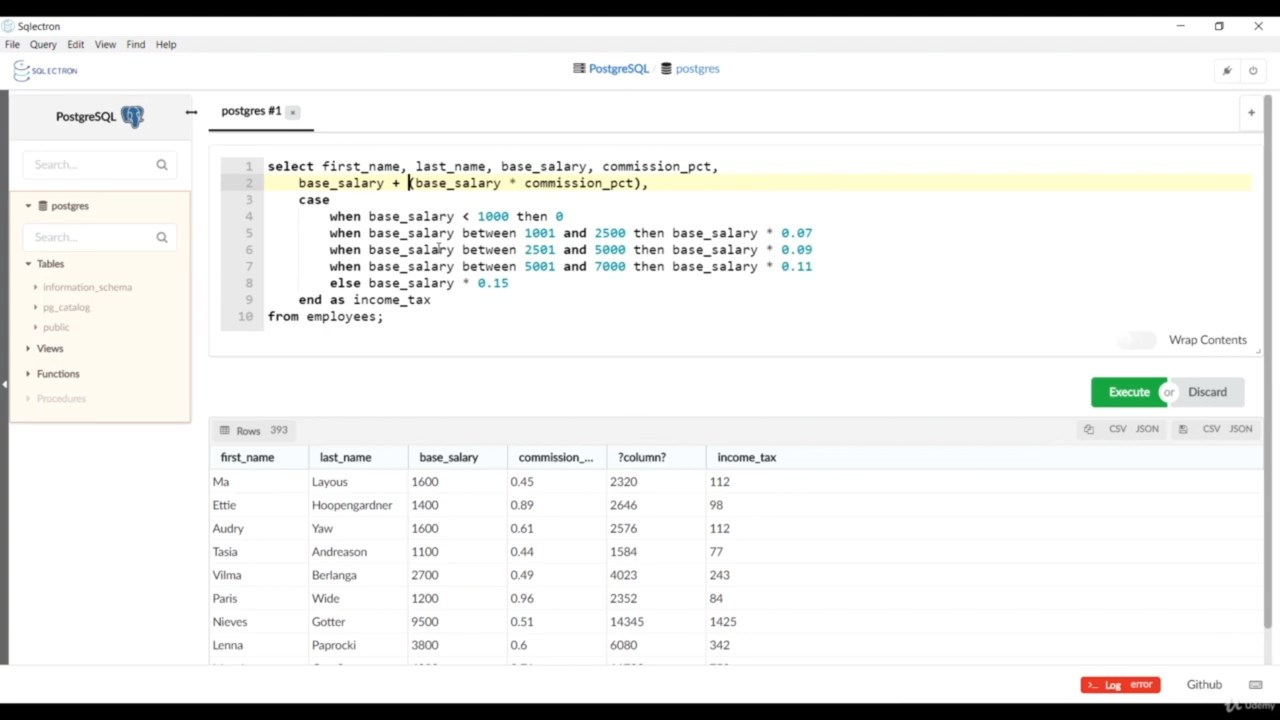 Sqlectron
File Query Edit View Find Help
SQLECTRON
PostgreSQL / postgres
PostgreSQL
postgres #1 ×
+
Search...
postgres
Search...
Tables
information_schema
pg_catalog
public
Views
Functions
Procedures
1 select first_name, last_name, base_salary, commission_pct,
2 base_salary + (base_salary * commission_pct),
3 case
4 when base_salary < 1000 then 0
5 when base_salary between 1001 and 2500 then base_salary * 0.07
6 when base_salary between 2501 and 5000 then base_salary * 0.09
7 when base_salary between 5001 and 7000 then base_salary * 0.11
8 else base_salary * 0.15
9 end as income_tax
10 from employees;
Wrap Contents
Execute or Discard
Rows 393 CSV JSON CSV JSON
first_name last_name base_salary commission_... ?column? income_tax
Ma Layous 1600 0.45 2320 112
Ettie Hoopengardner 1400 0.89 2646 98
Audry Yaw 1600 0.61 2576 112
Tasia Andreason 1100 0.44 1584 77
Vilma Berlanga 2700 0.49 4023 243
Paris Wide 1200 0.96 2352 84
Nieves Gotter 9500 0.51 14345 1425
Lenna Paprocki 3800 0.6 6080 342
>_ Log error Github
Udemy